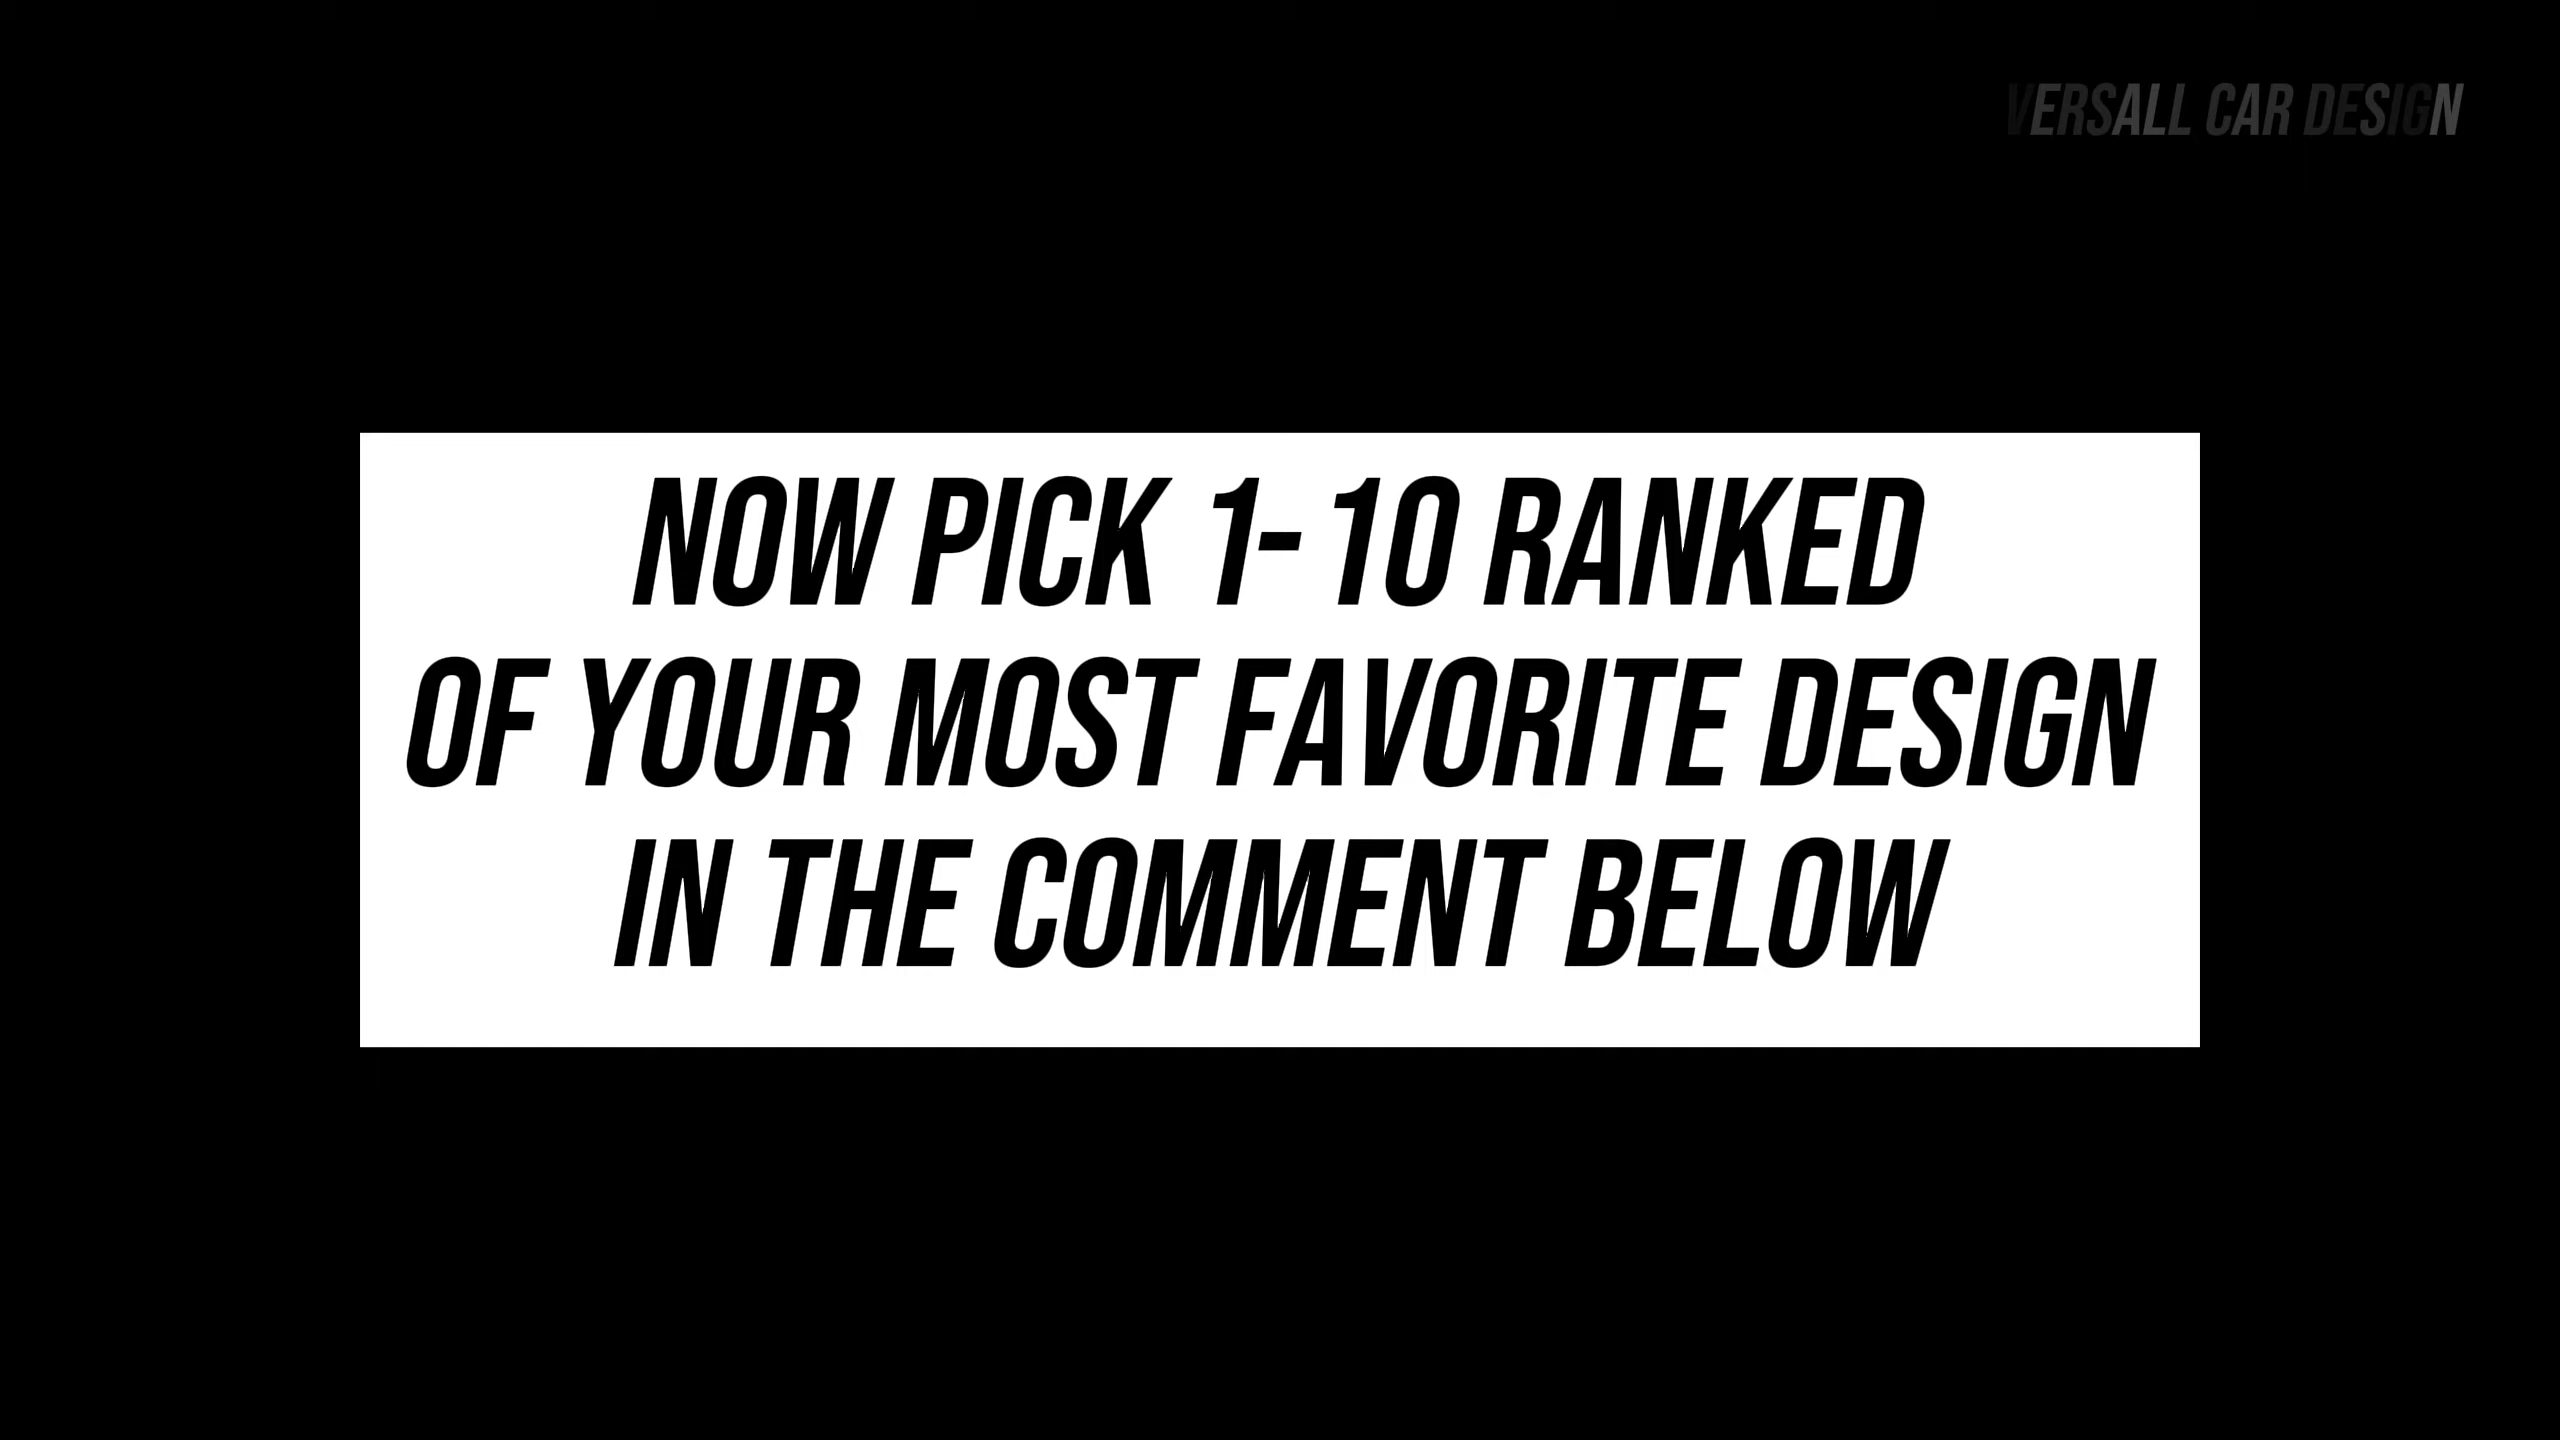 VERSALL CAR DESIGN
NOW PICK 1-10 RANKED
OF YOUR MOST FAVORITE DESIGN
IN THE COMMENT BELOW